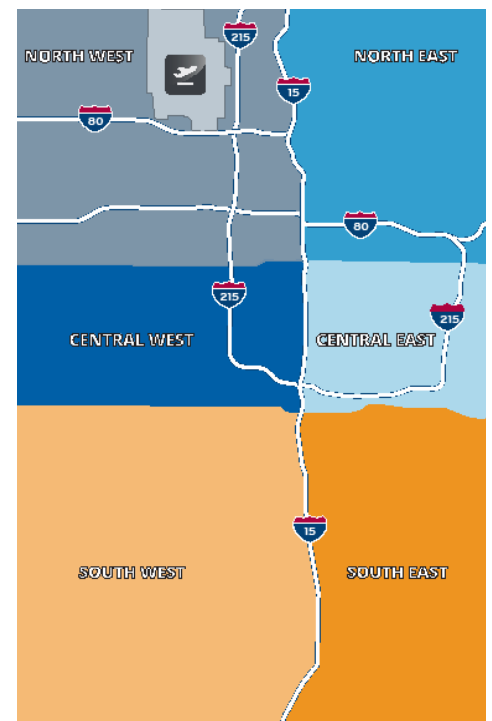 215
NORTH WEST
NORTH EAST
15
80
80
215
215
CENTRAL WEST
CENTRAL EAST
15
SOUTH WEST
SOUTH EAST